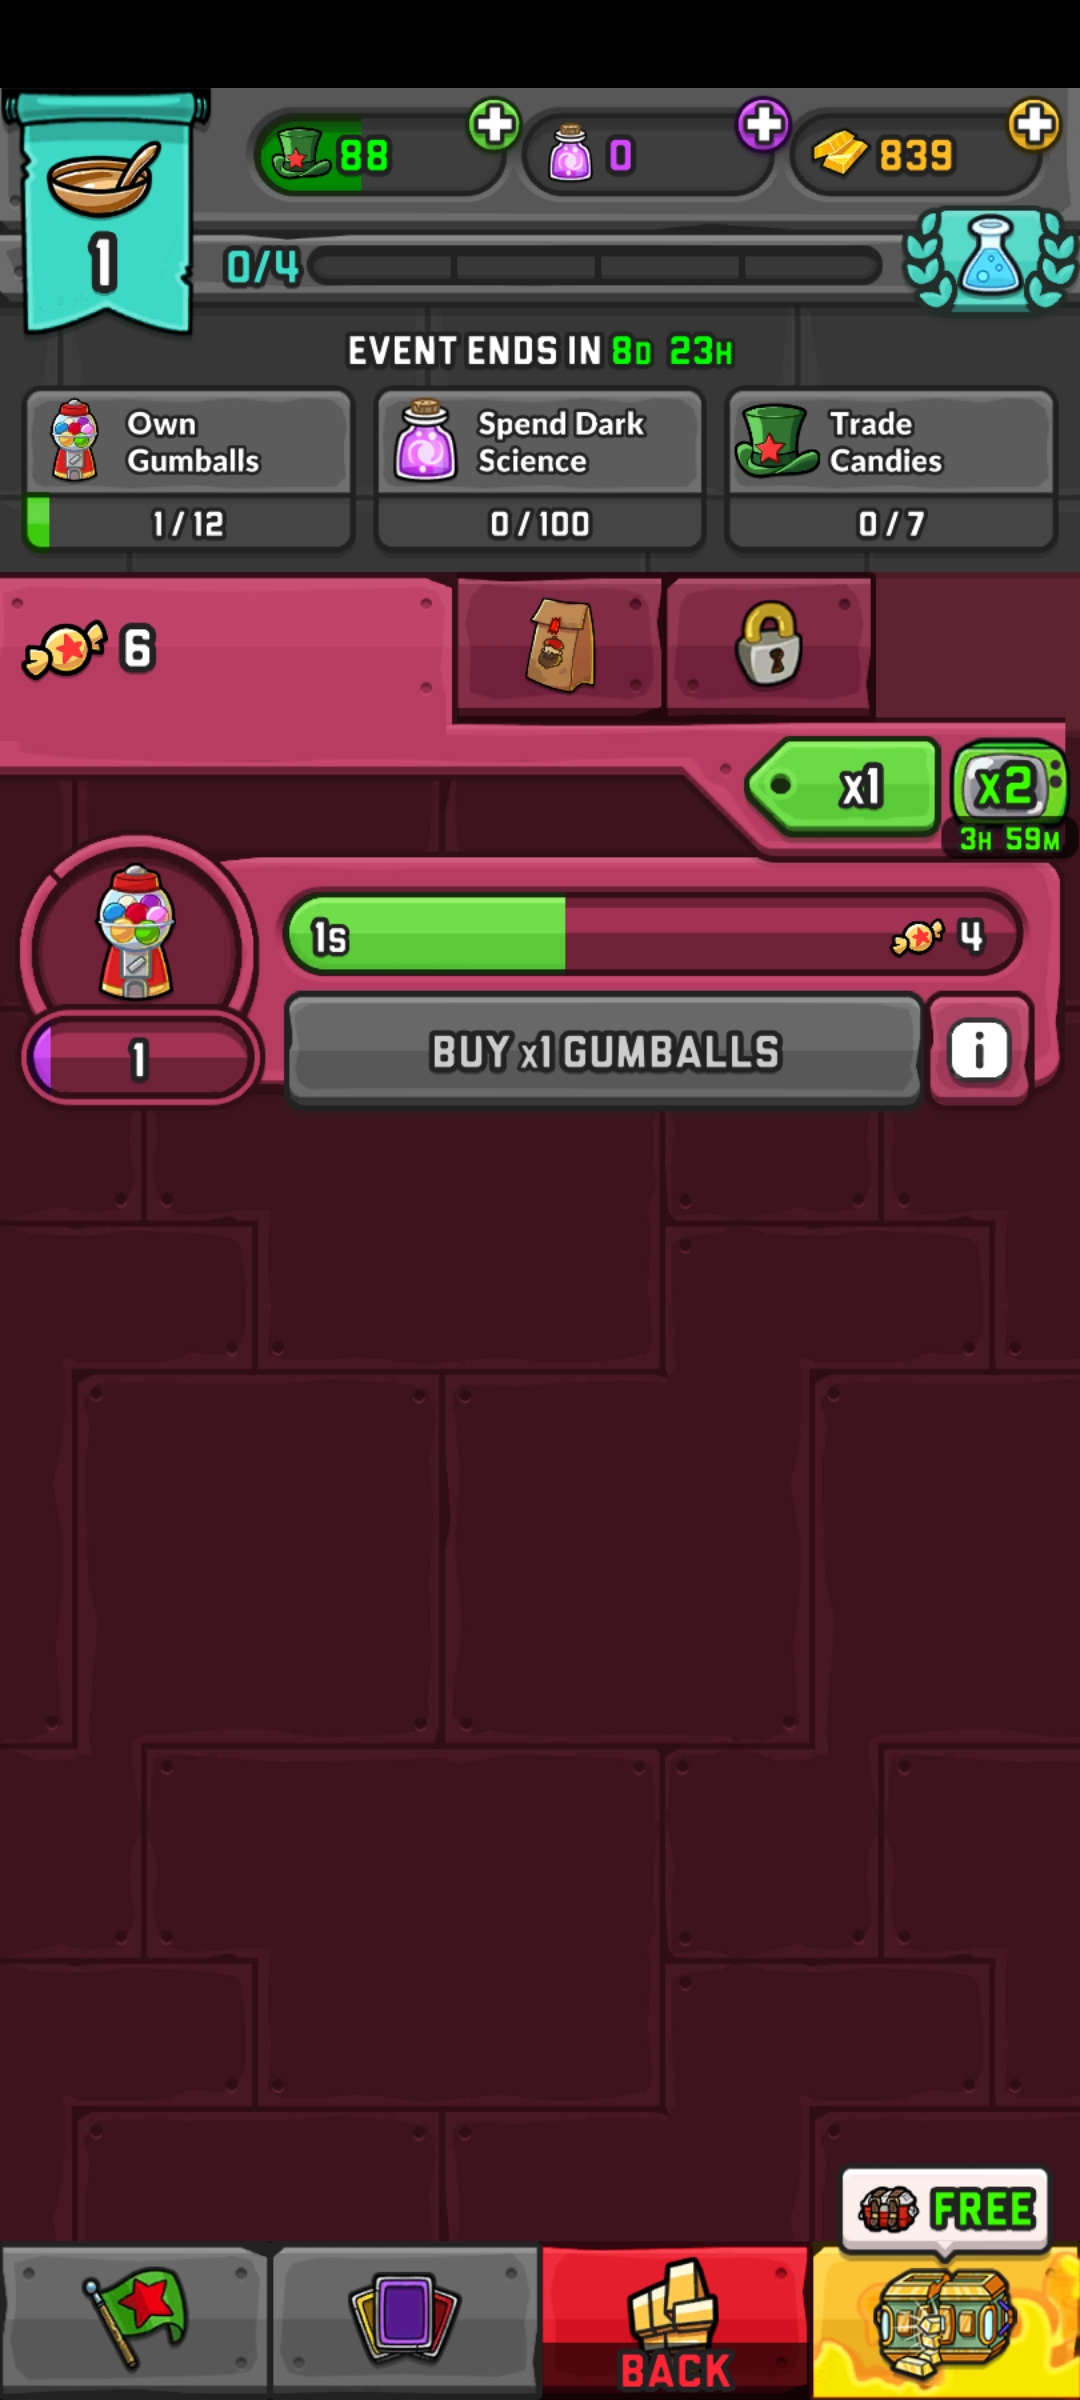 88
0
839
1
0/4
EVENT ENDS IN 8D 23H
Own
Gumballs
1/12
Spend Dark
Science
0/100
Trade
Candies
0/7
6
x1
x2
3H 59M
1s
4
1
BUY x1 GUMBALLS
i
FREE
BACK